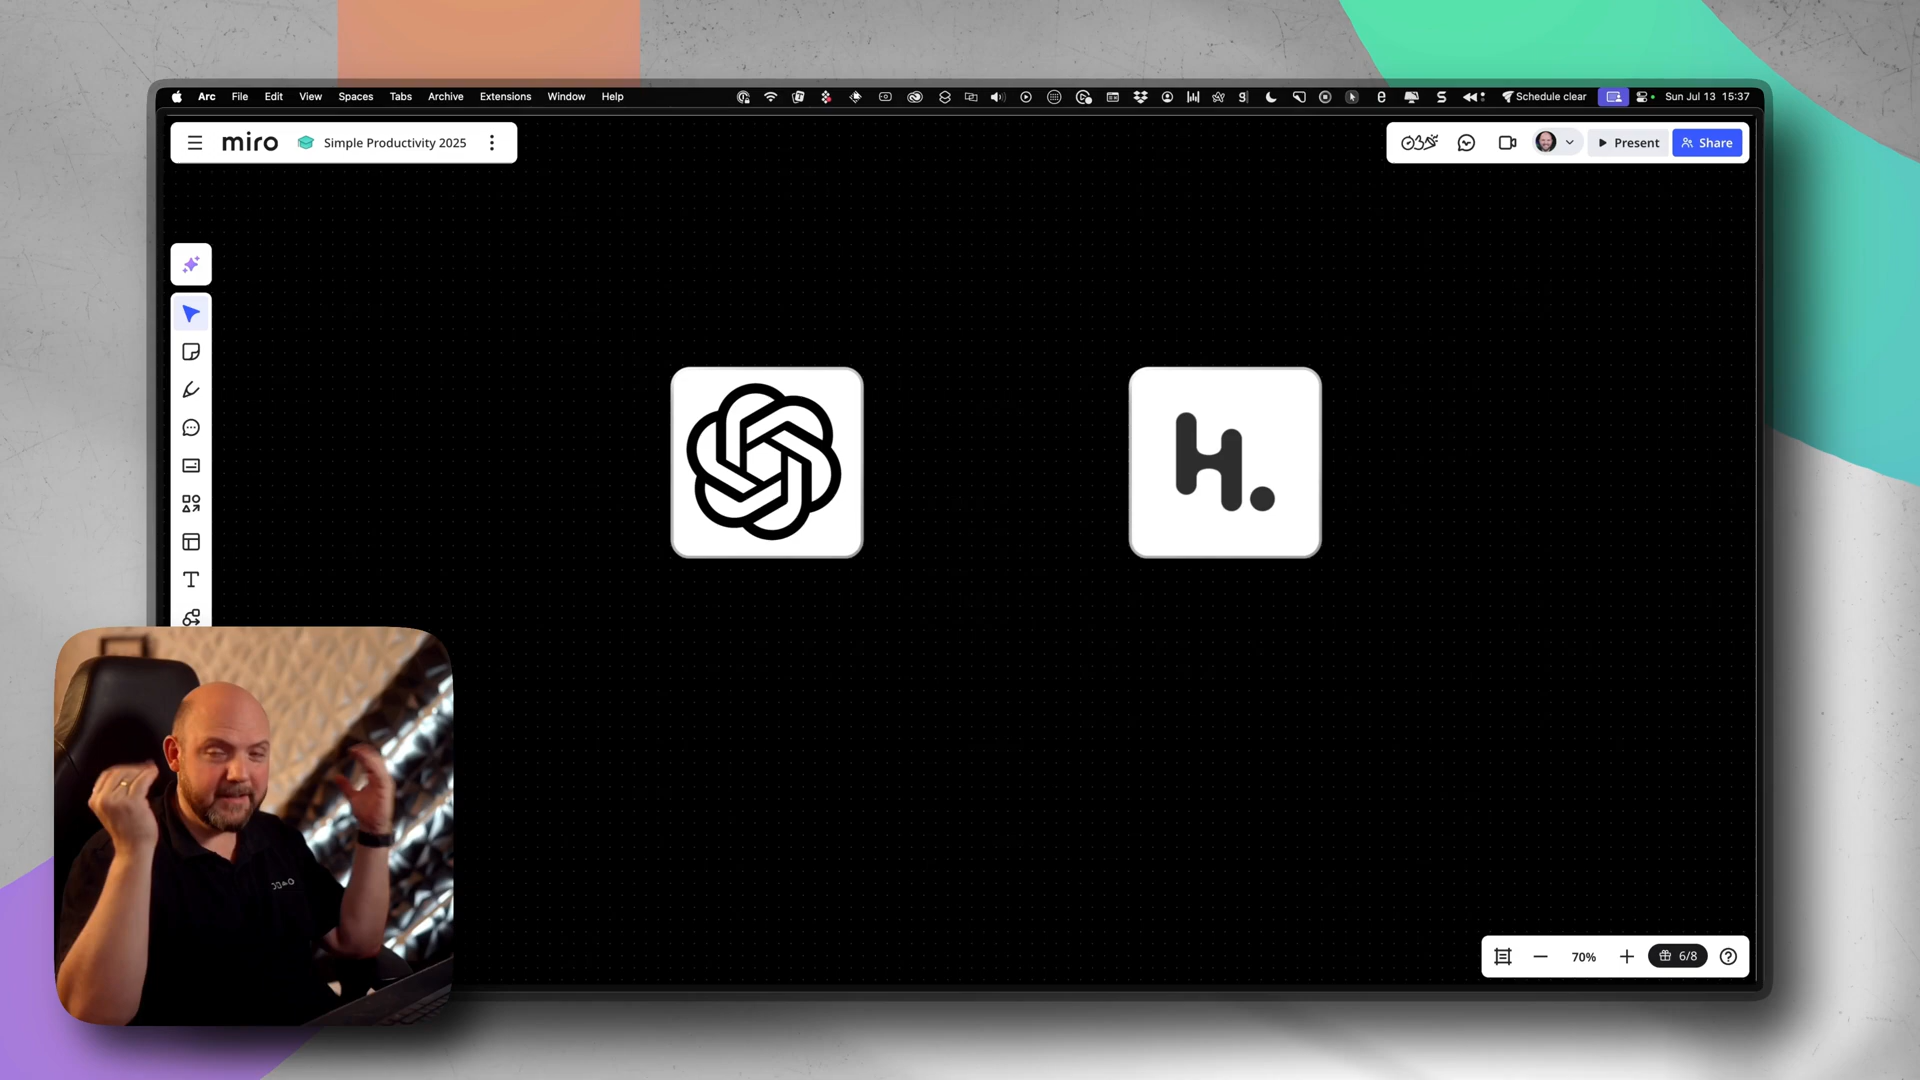 Arc File Edit View Spaces Tabs Archive Extensions Window Help Schedule clear Sun Jul 13 15:37
miro Simple Productivity 2025 Present Share
H.
70% 6/8